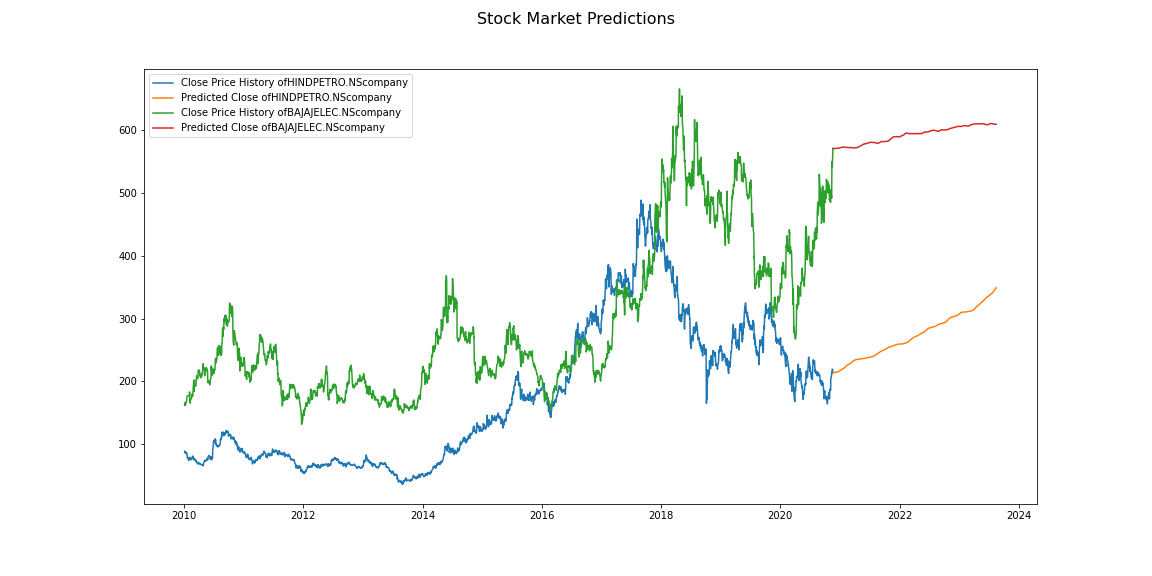 Stock Market Predictions
Close Price History ofHINDPETRO.NScompany
Predicted Close ofHINDPETRO.NScompany
Close Price History ofBAJAJELEC.NScompany
Predicted Close ofBAJAJELEC.NScompany
600
500
400
300
200
100
2010 2012 2014 2016 2018 2020 2022 2024